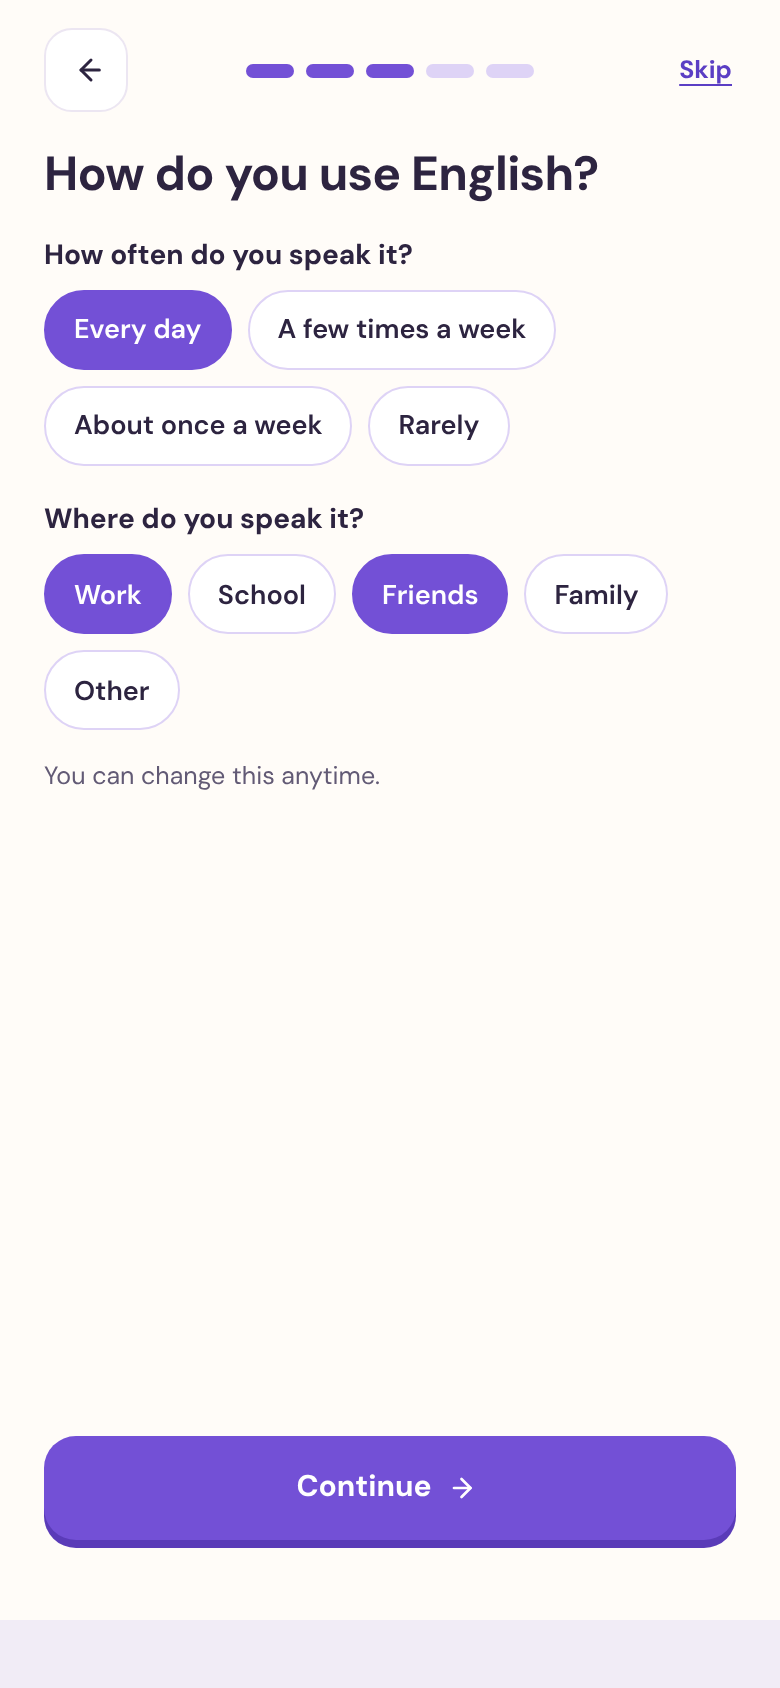 Skip
How do you use English?
How often do you speak it?
Every day
A few times a week
About once a week
Rarely
Where do you speak it?
Work
School
Friends
Family
Other
You can change this anytime.
Continue